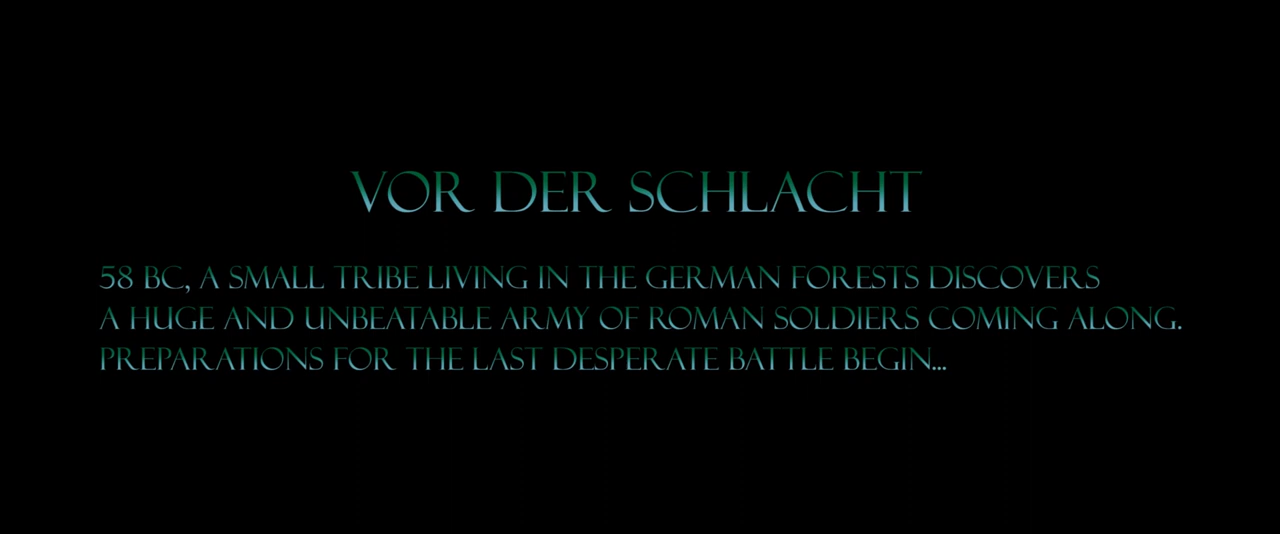 VOR DER SCHLACHT
58 BC, A SMALL TRIBE LIVING IN THE GERMAN FORESTS DISCOVERS
A HUGE AND UNBEATABLE ARMY OF ROMAN SOLDIERS COMING ALONG.
PREPARATIONS FOR THE LAST DESPERATE BATTLE BEGIN...